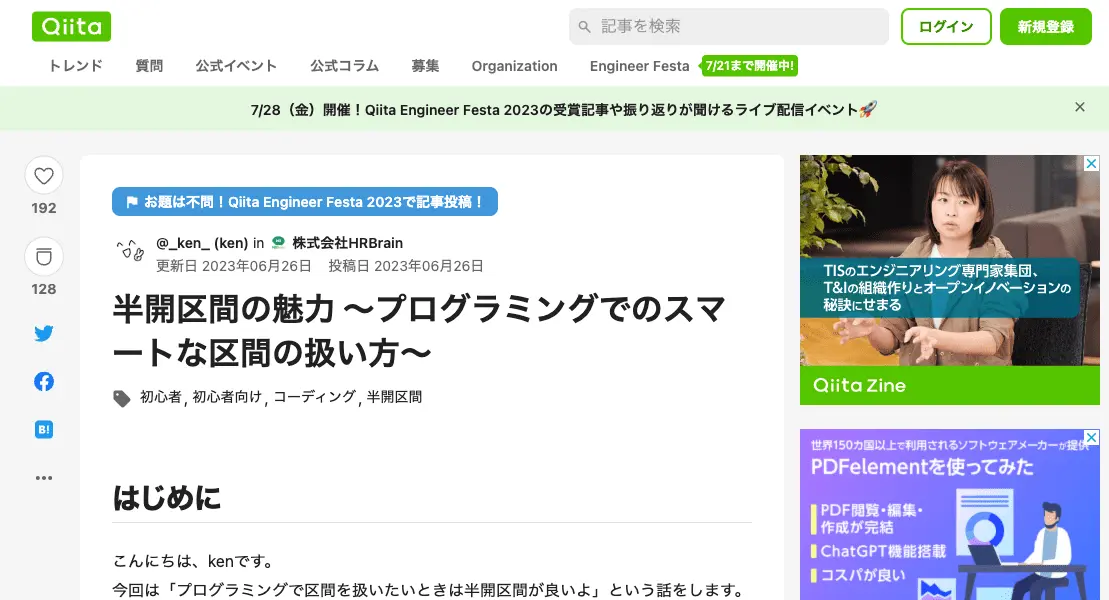 Qiita
記事を検索
ログイン
新規登録
トレンド
質問
公式イベント
公式コラム
募集
Organization
Engineer Festa
7/21まで開催中!
7/28（金）開催！Qiita Engineer Festa 2023の受賞記事や振り返りが聞けるライブ配信イベント🚀
192
128
B!
お題は不問！Qiita Engineer Festa 2023で記事投稿！
@_ken_ (ken) in 株式会社HRBrain
更新日 2023年06月26日 投稿日 2023年06月26日
半開区間の魅力 〜プログラミングでのスマ
ートな区間の扱い方〜
初心者, 初心者向け, コーディング, 半開区間
はじめに
こんにちは、kenです。
今回は「プログラミングで区間を扱いたいときは半開区間が良いよ」という話をします。
TISのエンジニアリング専門家集団、
T&Iの組織作りとオープンイノベーションの
秘訣にせまる
Qiita Zine
世界150カ国以上で利用されるソフトウェアメーカーが提供
PDFelementを使ってみた
PDF閲覧・編集・
作成が完結
ChatGPT機能搭載
コスパが良い